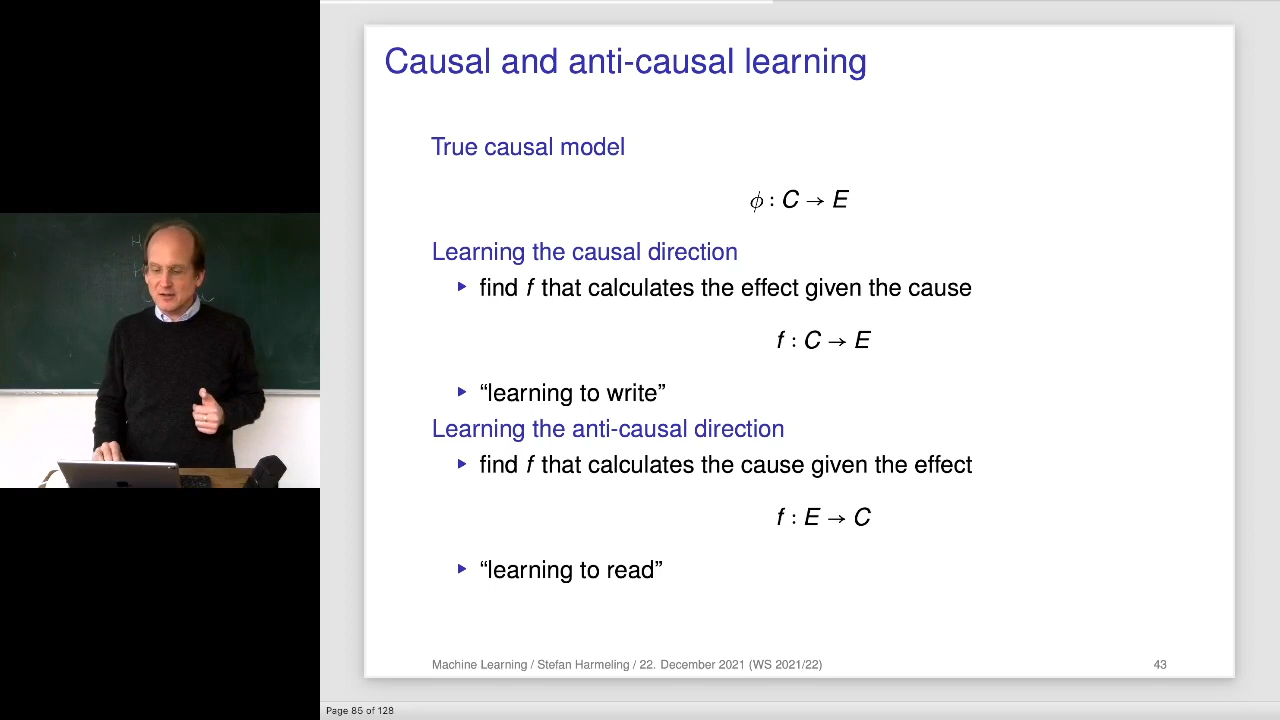 Causal and anti-causal learning
True causal model
ϕ : C → E
Learning the causal direction
▸ find f that calculates the effect given the cause
f : C → E
▸ “learning to write”
Learning the anti-causal direction
▸ find f that calculates the cause given the effect
f : E → C
▸ “learning to read”
Machine Learning / Stefan Harmeling / 22. December 2021 (WS 2021/22) 43
Page 85 of 128